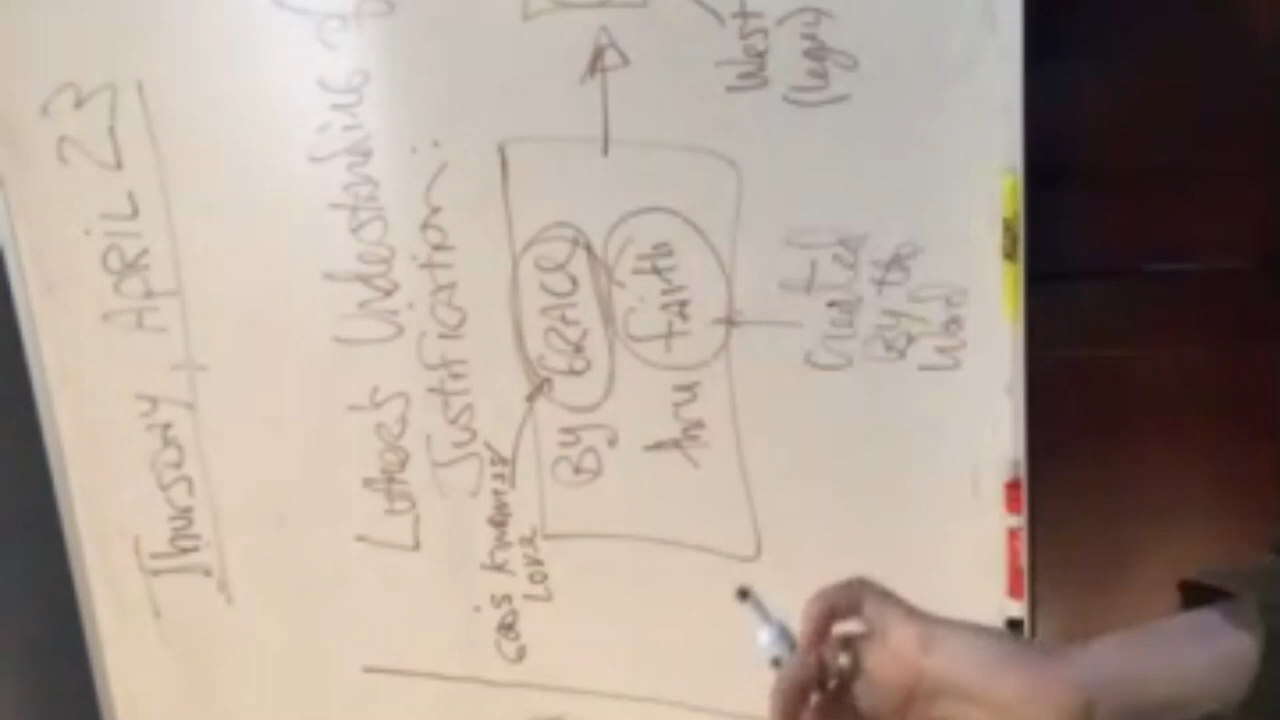 Thursday, April 23
Luther's Understanding of
Justification:
God's kindness
Love
By GRACE
thru faith
Created
By the
Word
West
(legal)